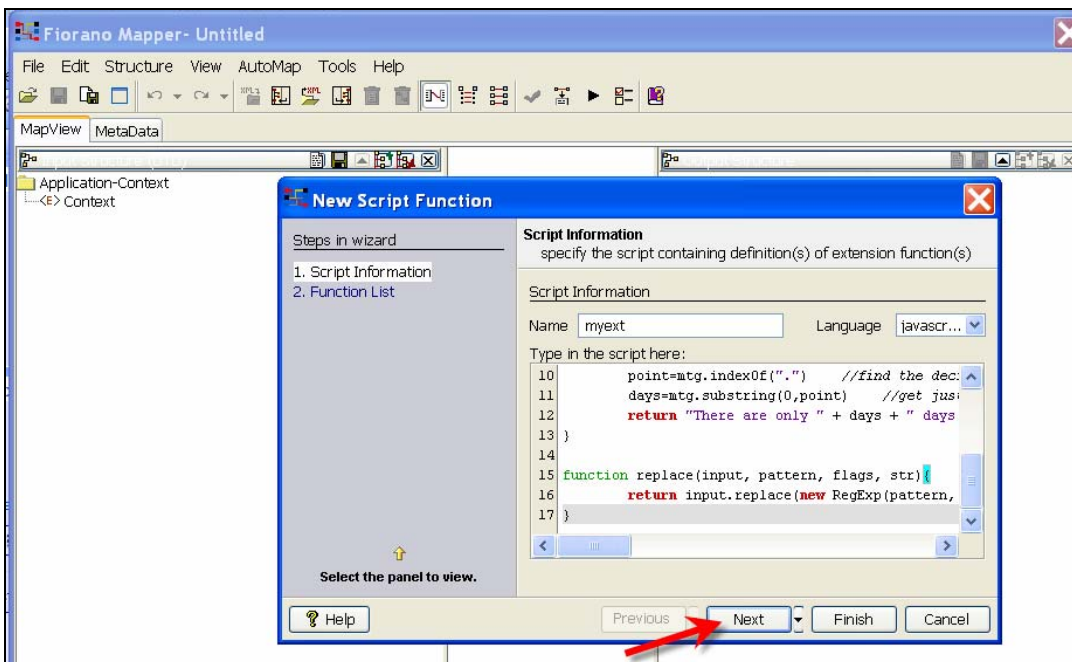 Fiorano Mapper- Untitled
File Edit Structure View AutoMap Tools Help
MapView MetaData
Application-Context
<E> Context
New Script Function
Steps in wizard
1. Script Information
2. Function List
Select the panel to view.
Script Information
specify the script containing definition(s) of extension function(s)
Script Information
Name myext Language javascr...
Type in the script here:
10 point=mtg.indexOf(".") //find the dec
11 days=mtg.substring(0,point) //get jus
12 return "There are only " + days + " days
13 }
14
15 function replace(input, pattern, flags, str){
16 return input.replace(new RegExp(pattern,
17 }
Help Previous Next Finish Cancel